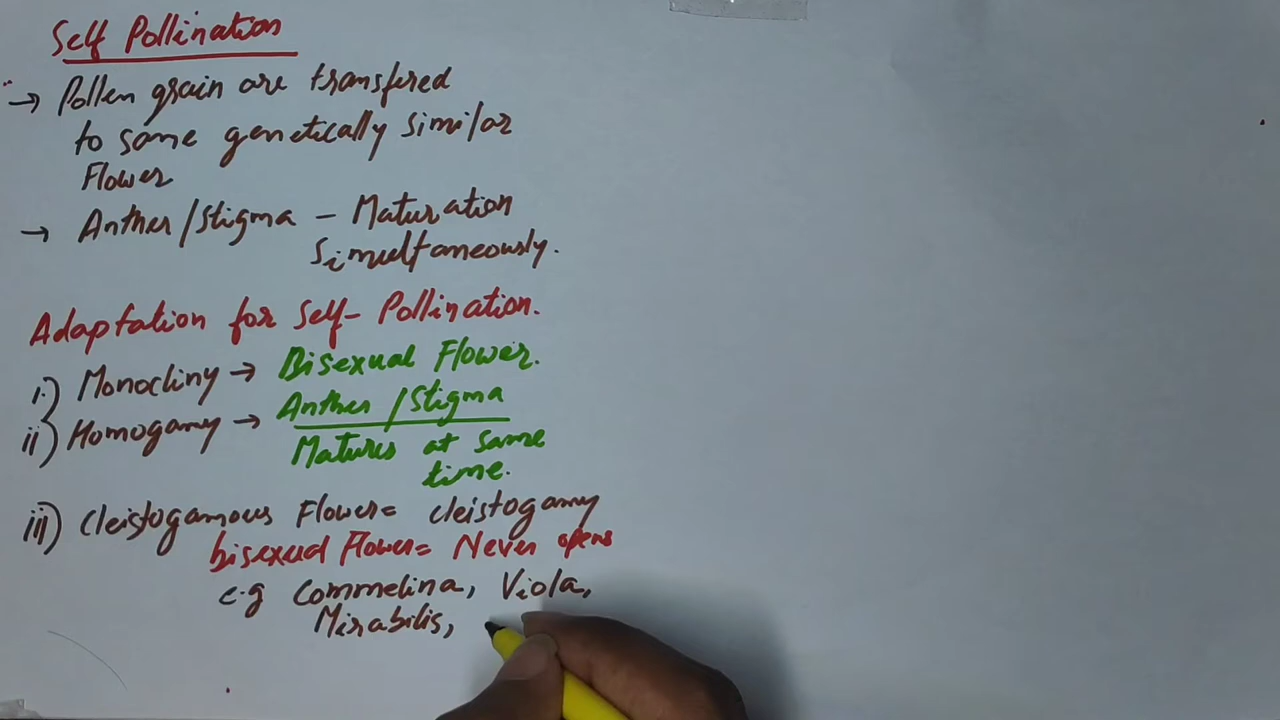 Self Pollination
→ Pollen grain are transfered
to same genetically similar
Flower
→ Anther/Stigma – Maturation
Simultaneously.
Adaptation for Self-Pollination.
i) Monocliny → Bisexual Flower.
ii) Homogamy → Anther/Stigma
Matures at same
time.
iii) Cleistogamous Flower= Cleistogamy
bisexual Flower= Never opens
e.g Commelina, Viola,
Mirabilis,